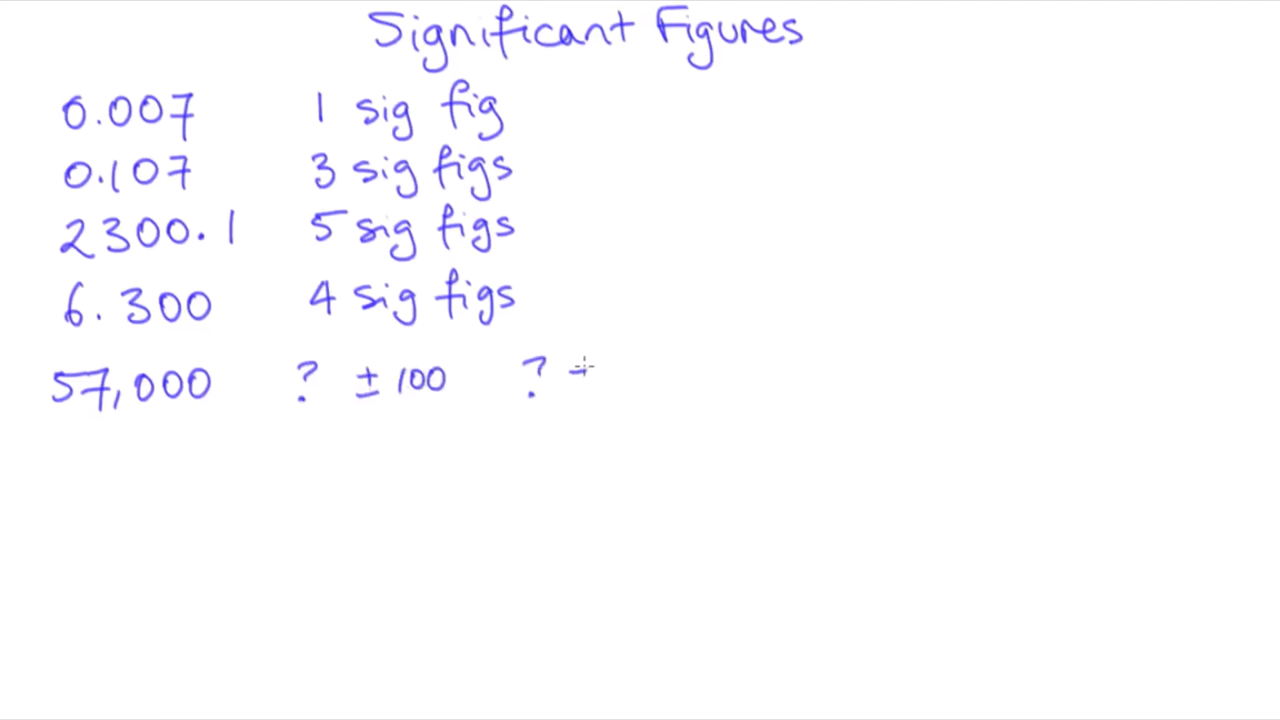 Significant Figures
0.007 1 sig fig
0.107 3 sig figs
2300.1 5 sig figs
6.300 4 sig figs
57,000 ? ± 100 ?